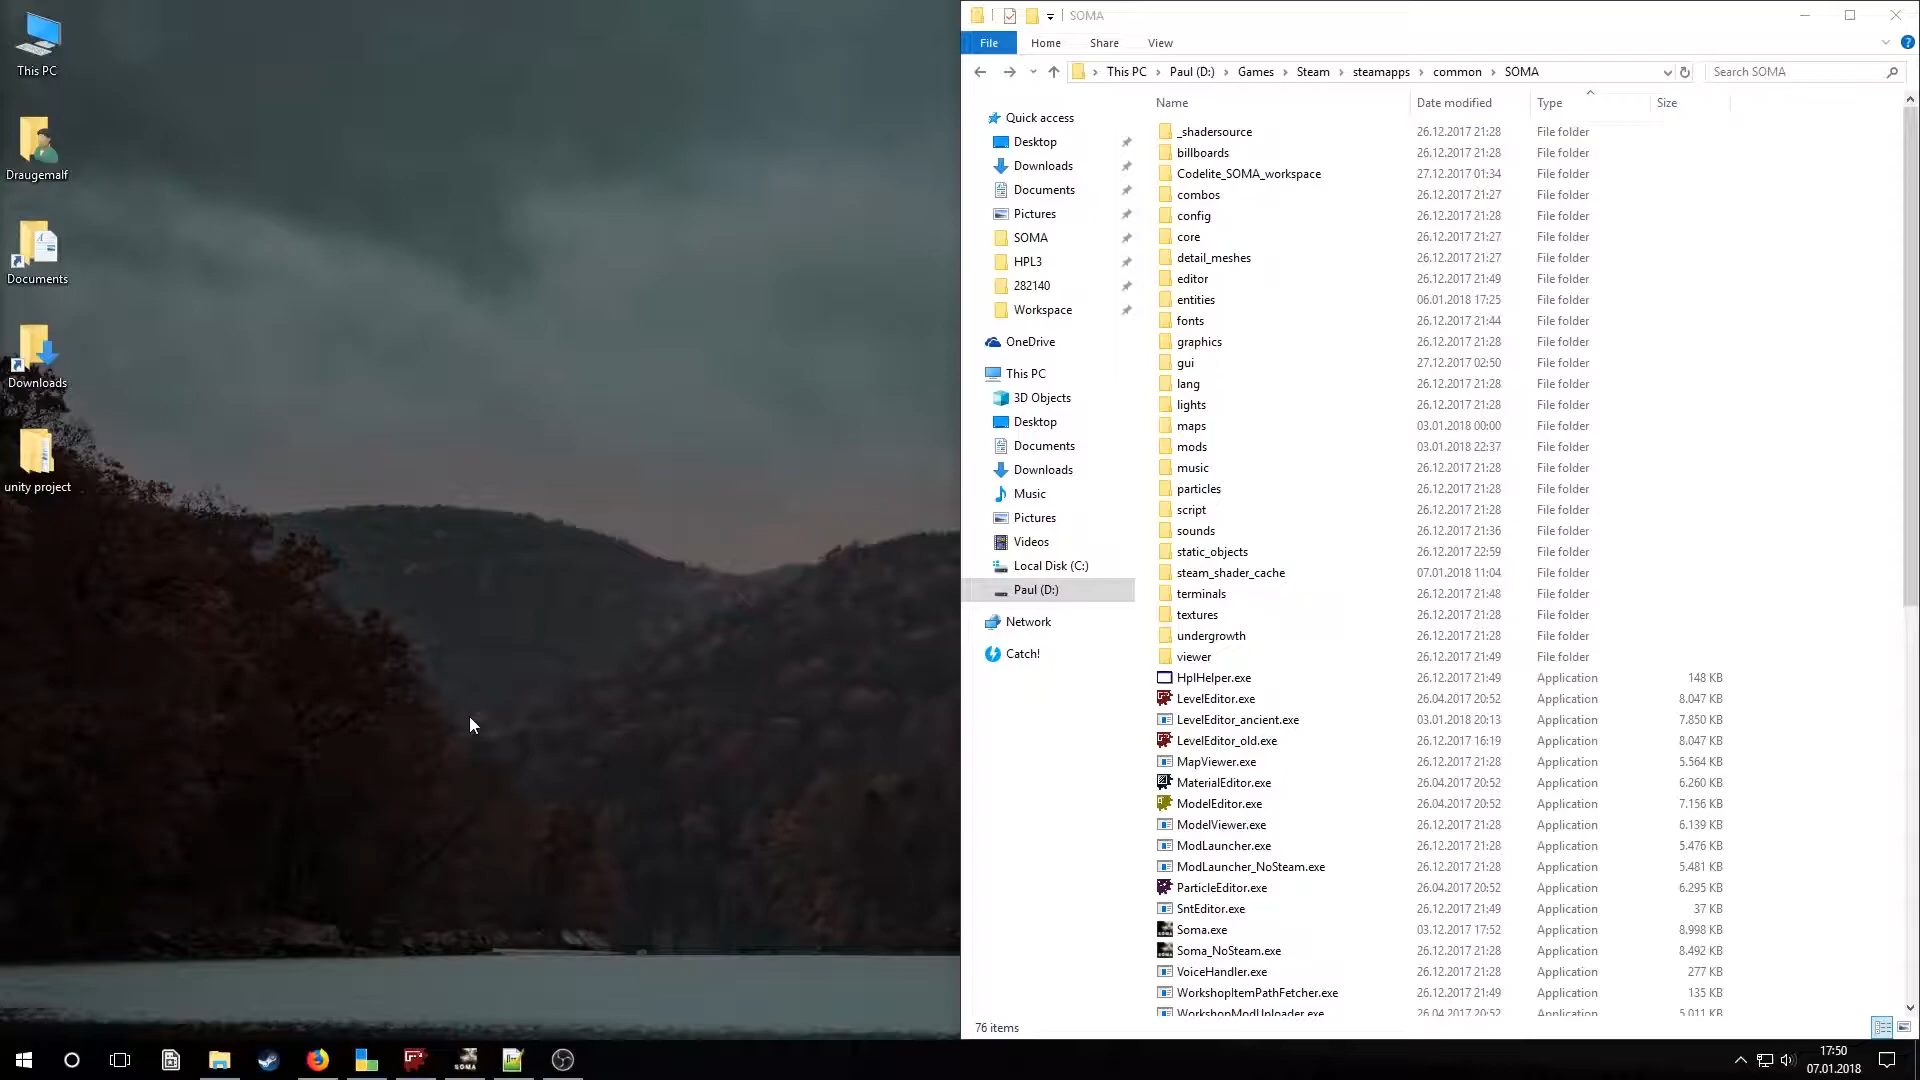 This PC
Draugemalf
Documents
Downloads
unity project
SOMA
File Home Share View
This PC Paul (D:) Games Steam steamapps common SOMA
Search SOMA
Quick access
Desktop
Downloads
Documents
Pictures
SOMA
HPL3
282140
Workspace
OneDrive
This PC
3D Objects
Desktop
Documents
Downloads
Music
Pictures
Videos
Local Disk (C:)
Paul (D:)
Network
Catch!
Name Date modified Type Size
_shadersource 26.12.2017 21:28 File folder
billboards 26.12.2017 21:28 File folder
Codelite_SOMA_workspace 27.12.2017 01:34 File folder
combos 26.12.2017 21:27 File folder
config 26.12.2017 21:28 File folder
core 26.12.2017 21:27 File folder
detail_meshes 26.12.2017 21:27 File folder
editor 26.12.2017 21:49 File folder
entities 06.01.2018 17:25 File folder
fonts 26.12.2017 21:44 File folder
graphics 26.12.2017 21:28 File folder
gui 27.12.2017 02:50 File folder
lang 26.12.2017 21:28 File folder
lights 26.12.2017 21:28 File folder
maps 03.01.2018 00:00 File folder
mods 03.01.2018 22:37 File folder
music 26.12.2017 21:28 File folder
particles 26.12.2017 21:28 File folder
script 26.12.2017 21:28 File folder
sounds 26.12.2017 21:36 File folder
static_objects 26.12.2017 22:59 File folder
steam_shader_cache 07.01.2018 11:04 File folder
terminals 26.12.2017 21:48 File folder
textures 26.12.2017 21:28 File folder
undergrowth 26.12.2017 21:28 File folder
viewer 26.12.2017 21:49 File folder
HplHelper.exe 26.12.2017 21:49 Application 148 KB
LevelEditor.exe 26.04.2017 20:52 Application 8.047 KB
LevelEditor_ancient.exe 03.01.2018 20:13 Application 7.850 KB
LevelEditor_old.exe 26.12.2017 16:19 Application 8.047 KB
MapViewer.exe 26.12.2017 21:28 Application 5.564 KB
MaterialEditor.exe 26.04.2017 20:52 Application 6.260 KB
ModelEditor.exe 26.04.2017 20:52 Application 7.156 KB
ModelViewer.exe 26.12.2017 21:28 Application 6.139 KB
ModLauncher.exe 26.12.2017 21:28 Application 5.476 KB
ModLauncher_NoSteam.exe 26.12.2017 21:28 Application 5.481 KB
ParticleEditor.exe 26.04.2017 20:52 Application 6.295 KB
SntEditor.exe 26.12.2017 21:49 Application 37 KB
Soma.exe 03.12.2017 17:52 Application 8.998 KB
Soma_NoSteam.exe 26.12.2017 21:28 Application 8.492 KB
VoiceHandler.exe 26.12.2017 21:28 Application 277 KB
WorkshopItemPathFetcher.exe 26.12.2017 21:49 Application 135 KB
WorkshopModUploader.exe 26.04.2017 20:52 Application 5.011 KB
76 items
SOMA
17:50
07.01.2018